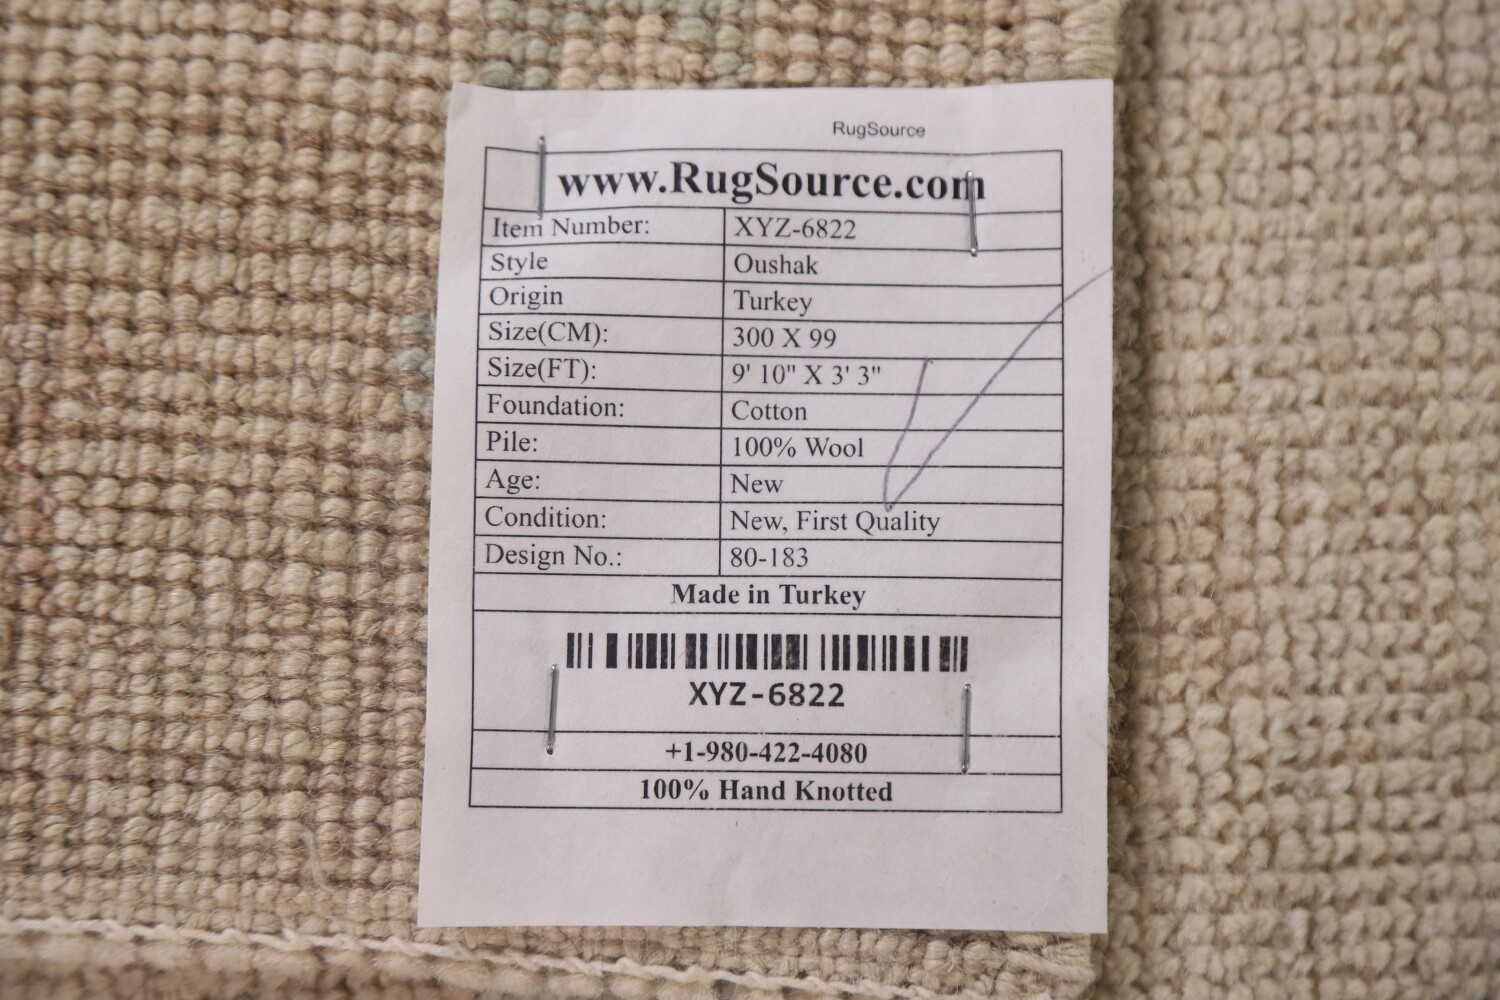 RugSource
www.RugSource.com
Item Number: XYZ-6822
Style Oushak
Origin Turkey
Size(CM): 300 X 99
Size(FT): 9' 10" X 3' 3"
Foundation: Cotton
Pile: 100% Wool
Age: New
Condition: New, First Quality
Design No.: 80-183
Made in Turkey
XYZ-6822
+1-980-422-4080
100% Hand Knotted